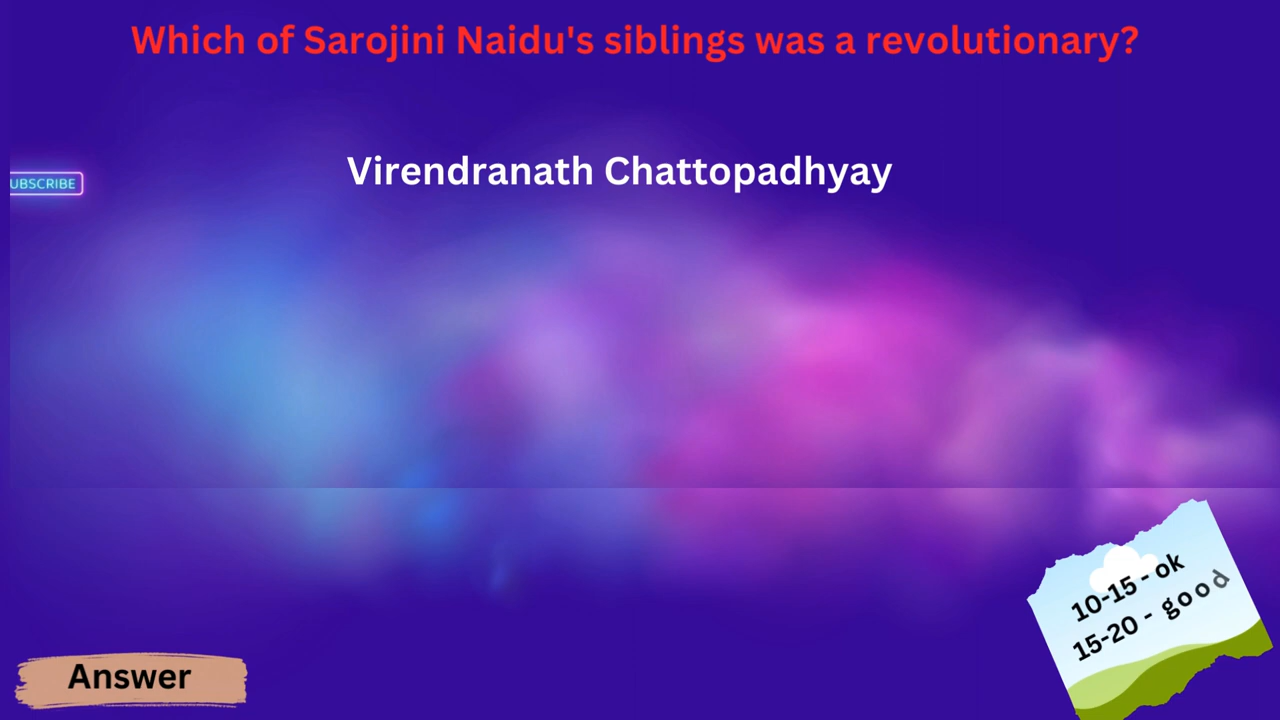 Which of Sarojini Naidu's siblings was a revolutionary?
Virendranath Chattopadhyay
UBSCRIBE
10-15 - ok
15-20 - good
Answer